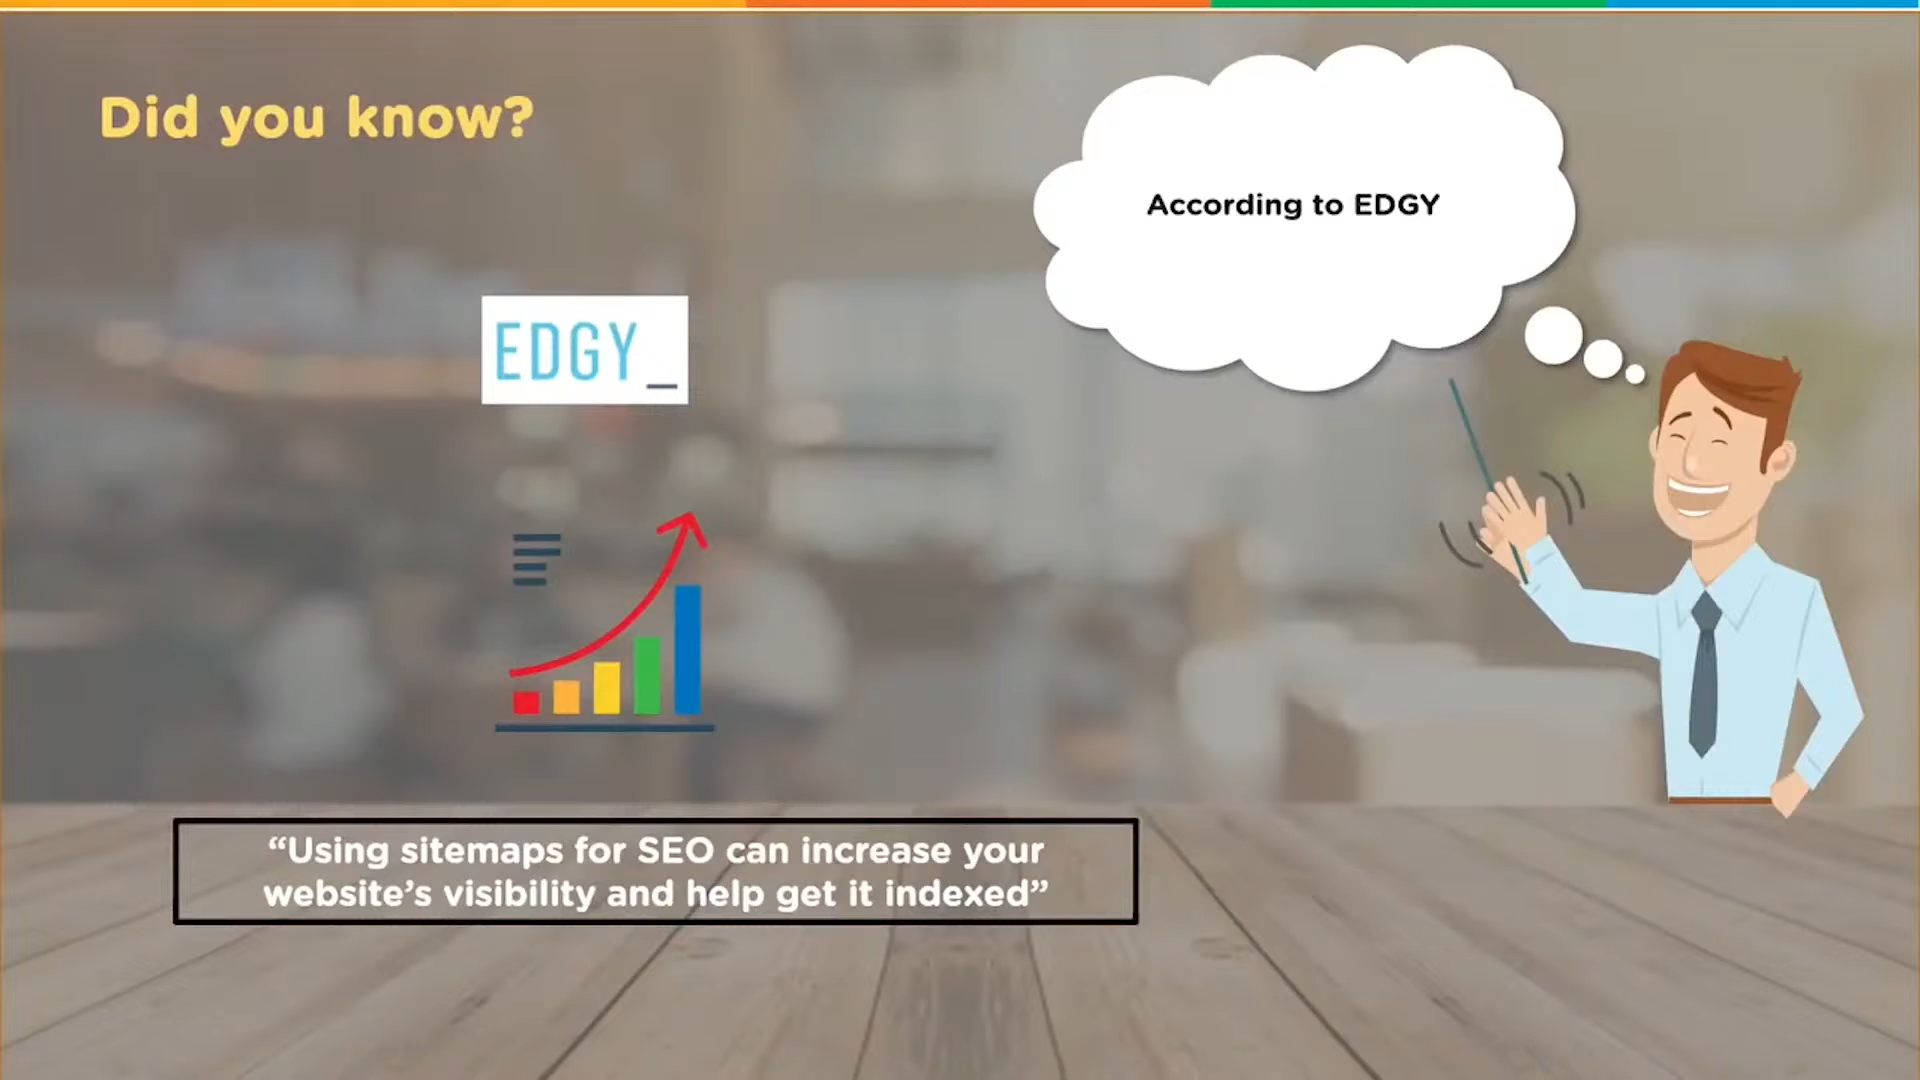 Did you know?
According to EDGY
EDGY_
“Using sitemaps for SEO can increase your
website’s visibility and help get it indexed”